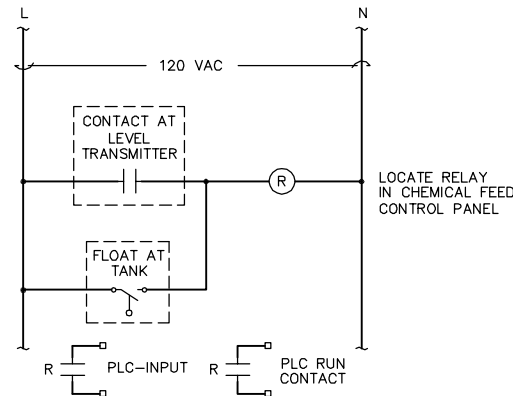 L
N
120 VAC
CONTACT AT
LEVEL
TRANSMITTER
R
LOCATE RELAY
IN CHEMICAL FEED
CONTROL PANEL
FLOAT AT
TANK
R
PLC-INPUT
R
PLC RUN
CONTACT